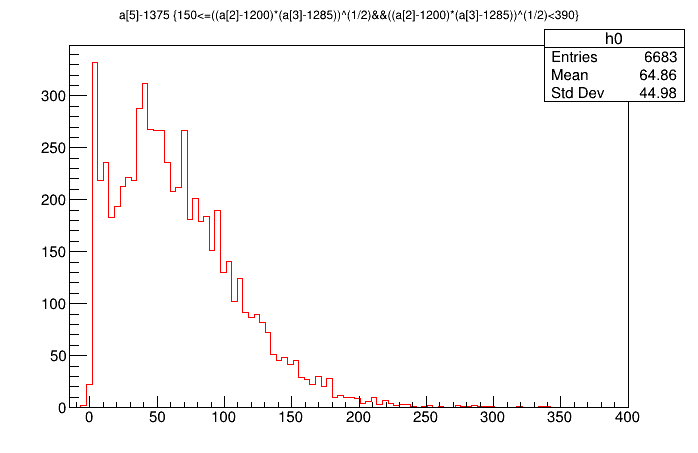 a[5]-1375 {150<=((a[2]-1200)*(a[3]-1285))^(1/2)&&((a[2]-1200)*(a[3]-1285))^(1/2)<390}
h0
Entries 6683
Mean 64.86
Std Dev 44.98
300
250
200
150
100
50
0
0 50 100 150 200 250 300 350 400